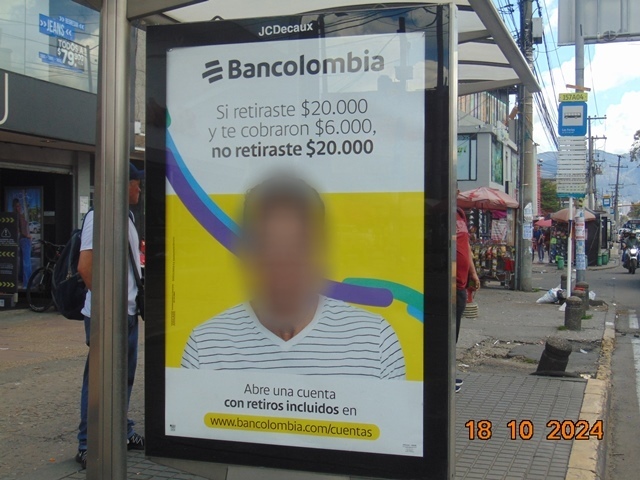 JCDecaux
Bancolombia
Si retiraste $20.000
y te cobraron $6.000,
no retiraste $20.000
Abre una cuenta
con retiros incluidos en
www.bancolombia.com/cuentas
JEANS
TODO A
$79.
18 10 2024